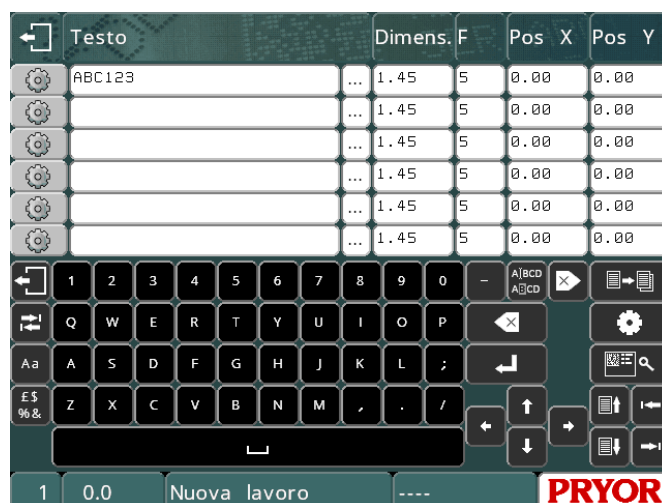 Testo Dimens. F Pos X Pos Y
ABC123 ... 1.45 5 0.00 0.00
... 1.45 5 0.00 0.00
... 1.45 5 0.00 0.00
... 1.45 5 0.00 0.00
... 1.45 5 0.00 0.00
... 1.45 5 0.00 0.00
1 2 3 4 5 6 7 8 9 0 -
A[BCD
A[]CD
Q W E R T Y U I O P
Aa A S D F G H J K L ;
£$
%&
Z X C V B N M , . /
1 0.0 Nuova lavoro ---- PRYOR